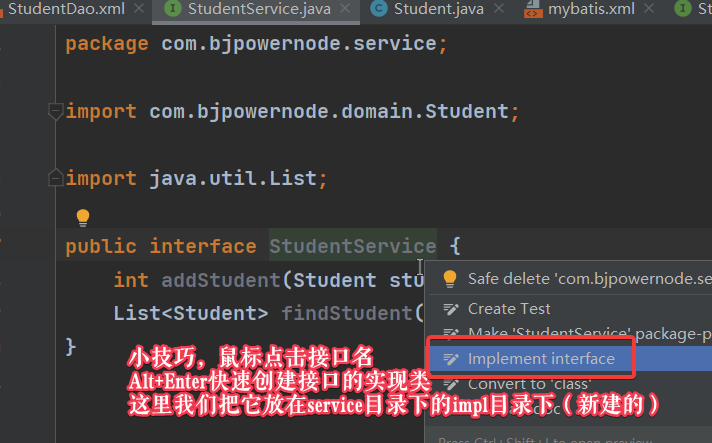 StudentDao.xml StudentService.java Student.java mybatis.xml St
package com.bjpowernode.service;
import com.bjpowernode.domain.Student;
import java.util.List;
public interface StudentService {
int addStudent(Student stu
List<Student> findStudent(
}
Safe delete 'com.bjpowernode.se
Create Test
Make 'StudentService' package-p
Implement interface
Convert to 'class'
小技巧，鼠标点击接口名
Alt+Enter快速创建接口的实现类
这里我们把它放在service目录下的impl目录下（新建的）
Press Ctrl+Shift+I to open preview